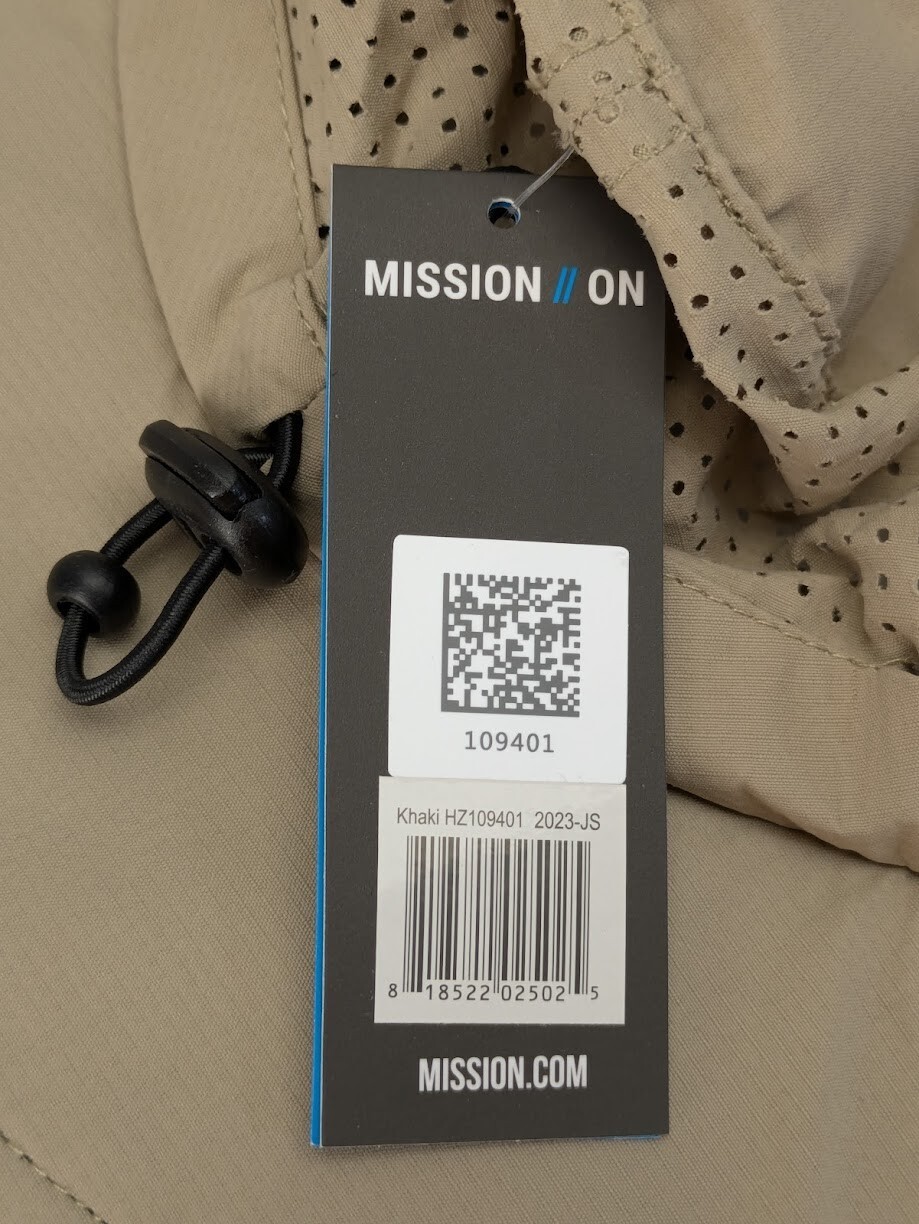 MISSION // ON
109401
Khaki HZ109401 2023-JS
8 18522 02502 5
MISSION.COM